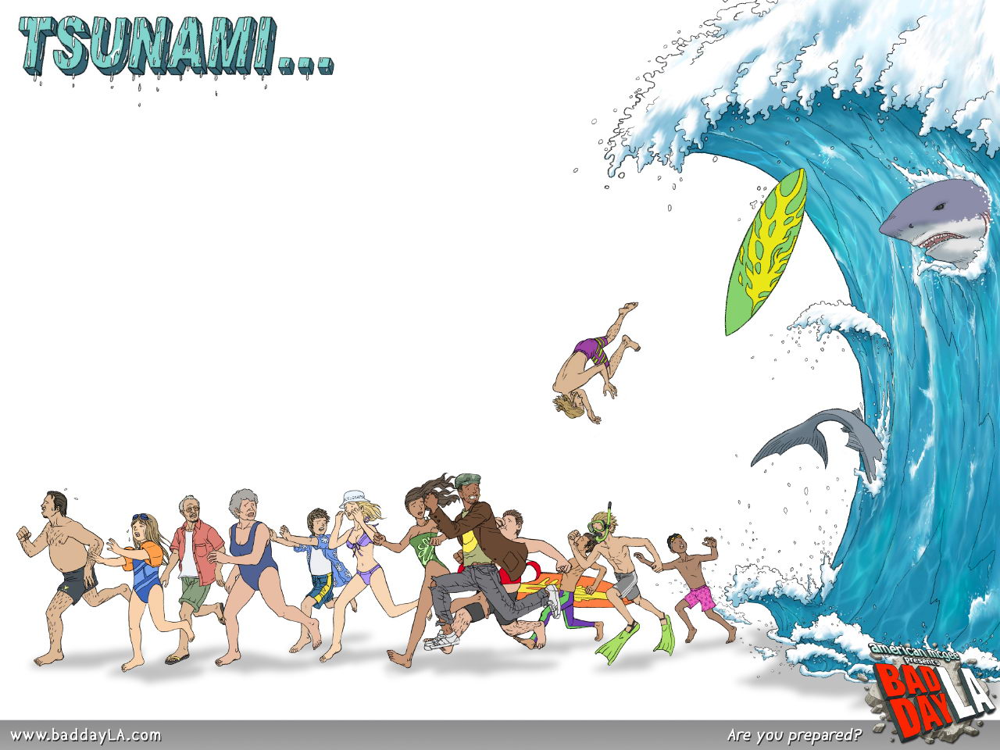 TSUNAMI...
american mcgee
presents
BAD
DAY LA
www.baddayLA.com
Are you prepared?